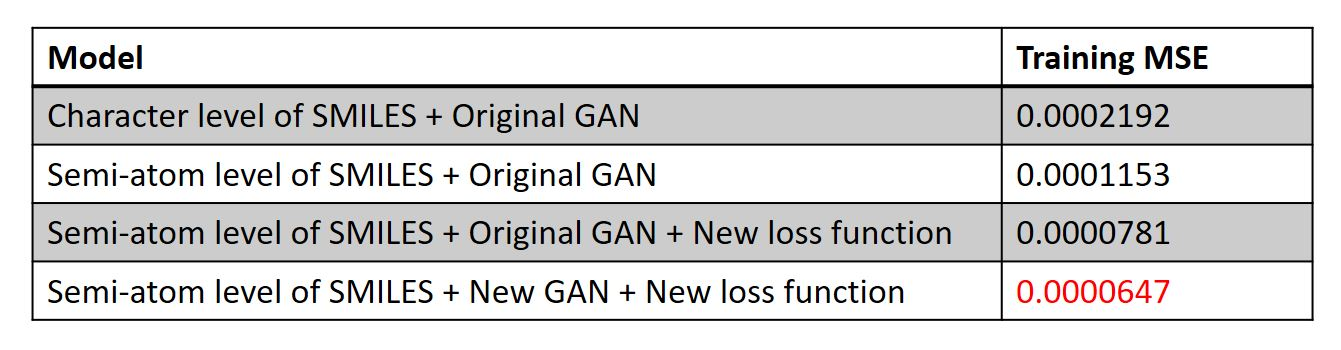 Model Training MSE
Character level of SMILES + Original GAN 0.0002192
Semi-atom level of SMILES + Original GAN 0.0001153
Semi-atom level of SMILES + Original GAN + New loss function 0.0000781
Semi-atom level of SMILES + New GAN + New loss function 0.0000647